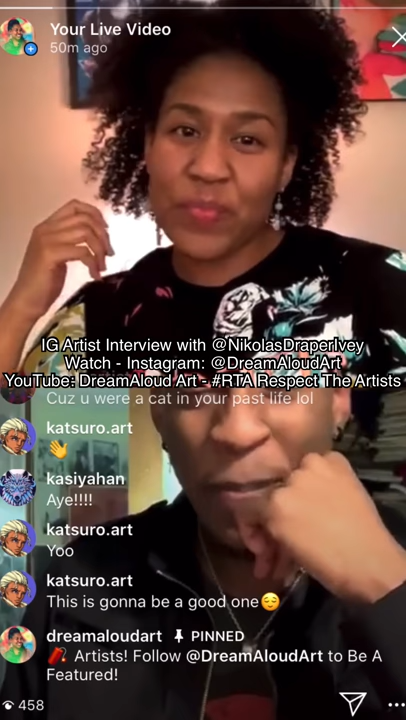 Your Live Video
50m ago
IG Artist Interview with @NikolasDraperIvey
Watch - Instagram: @DreamAloudArt
YouTube: DreamAloud Art - #RTA Respect The Artists
Cuz u were a cat in your past life lol
katsuro.art
👋
kasiyahan
Aye!!!!
katsuro.art
Yoo
katsuro.art
This is gonna be a good one😌
dreamaloudart PINNED
🧨 Artists! Follow @DreamAloudArt to Be A
Featured!
458